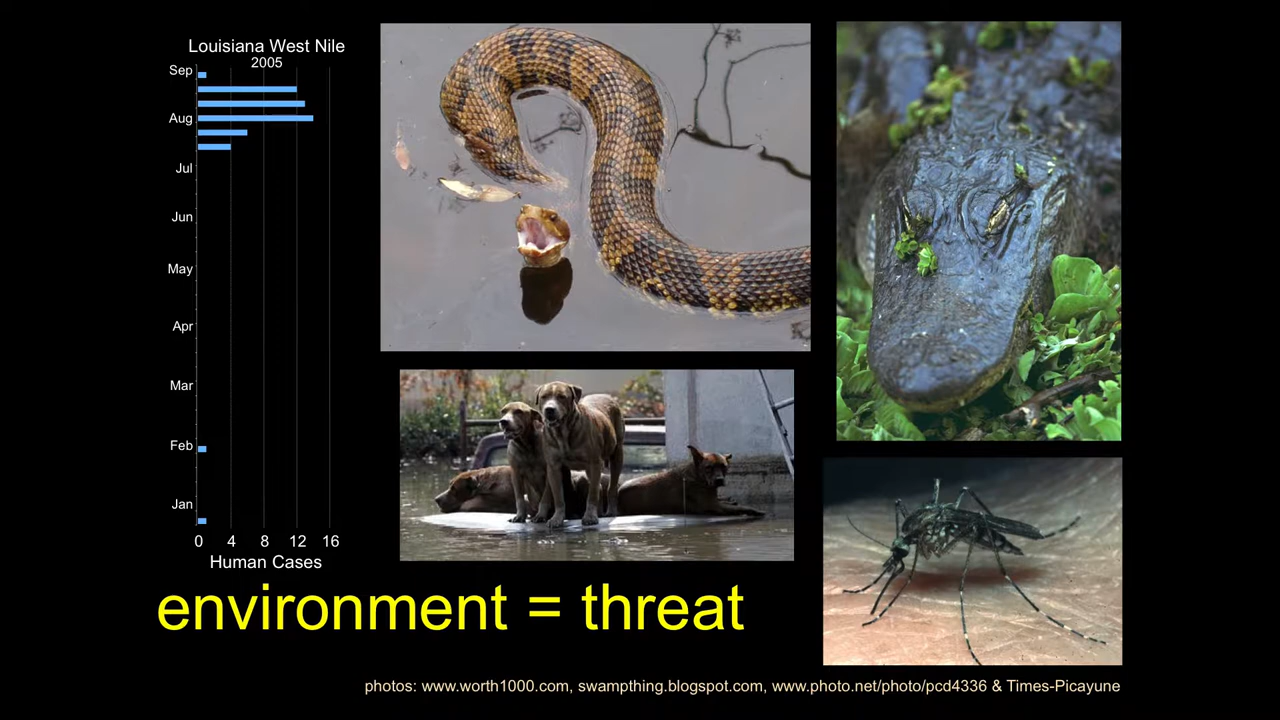 Louisiana West Nile
2005
Sep
Aug
Jul
Jun
May
Apr
Mar
Feb
Jan
0 4 8 12 16
Human Cases
environment = threat
photos: www.worth1000.com, swampthing.blogspot.com, www.photo.net/photo/pcd4336 & Times-Picayune